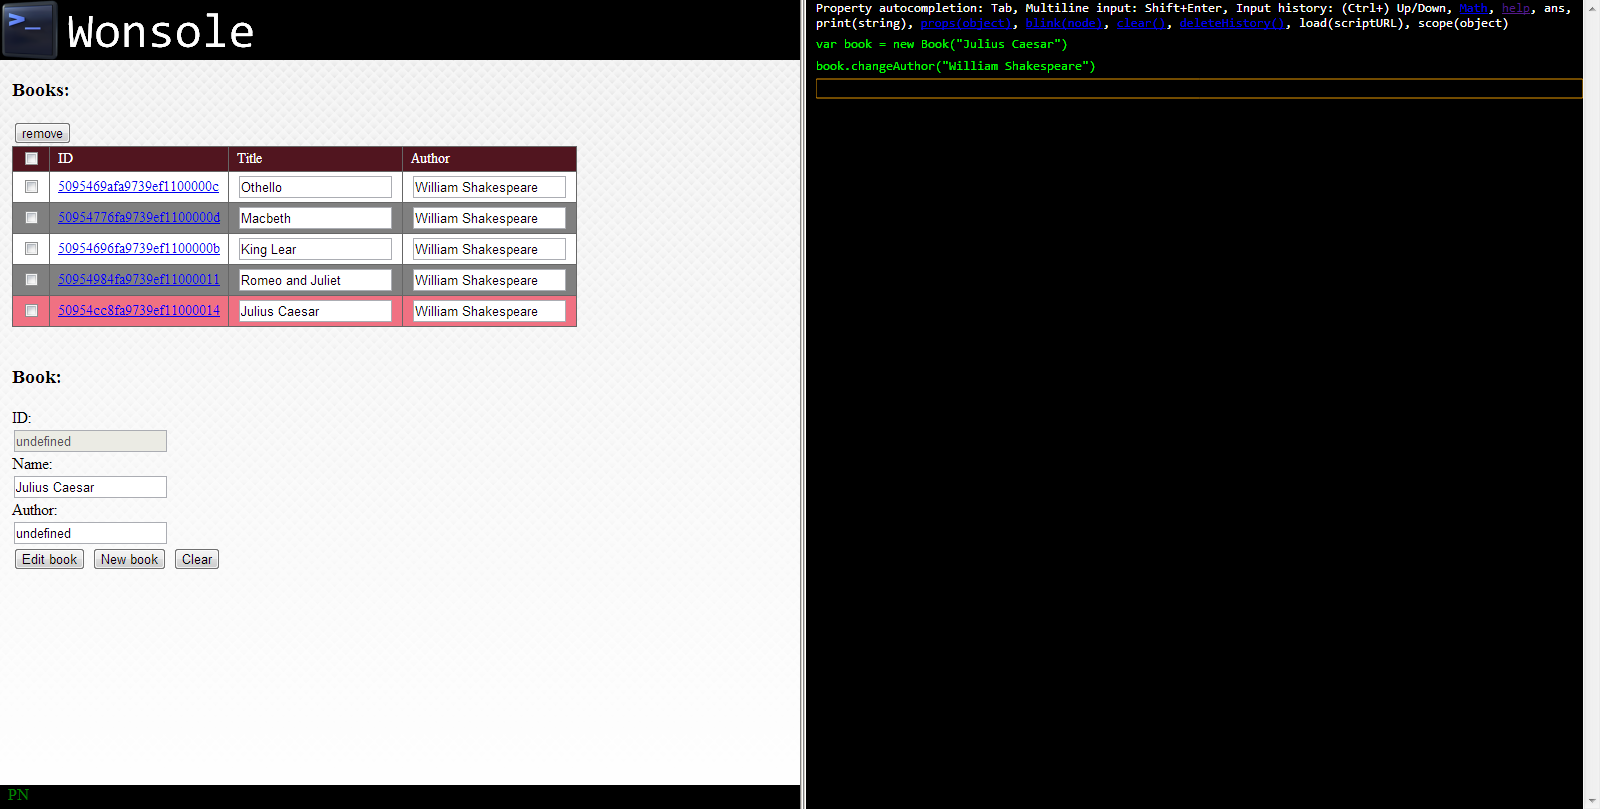 >_ Wonsole
Books:
remove
ID Title Author
5095469afa9739ef1100000c Othello William Shakespeare
50954776fa9739ef1100000d Macbeth William Shakespeare
50954696fa9739ef1100000b King Lear William Shakespeare
50954984fa9739ef11000011 Romeo and Juliet William Shakespeare
50954cc8fa9739ef11000014 Julius Caesar William Shakespeare
Book:
ID:
undefined
Name:
Julius Caesar
Author:
undefined
Edit book New book Clear
PN
Property autocompletion: Tab, Multiline input: Shift+Enter, Input history: (Ctrl+) Up/Down, Math, help, ans,
print(string), props(object), blink(node), clear(), deleteHistory(), load(scriptURL), scope(object)
var book = new Book("Julius Caesar")
book.changeAuthor("William Shakespeare")